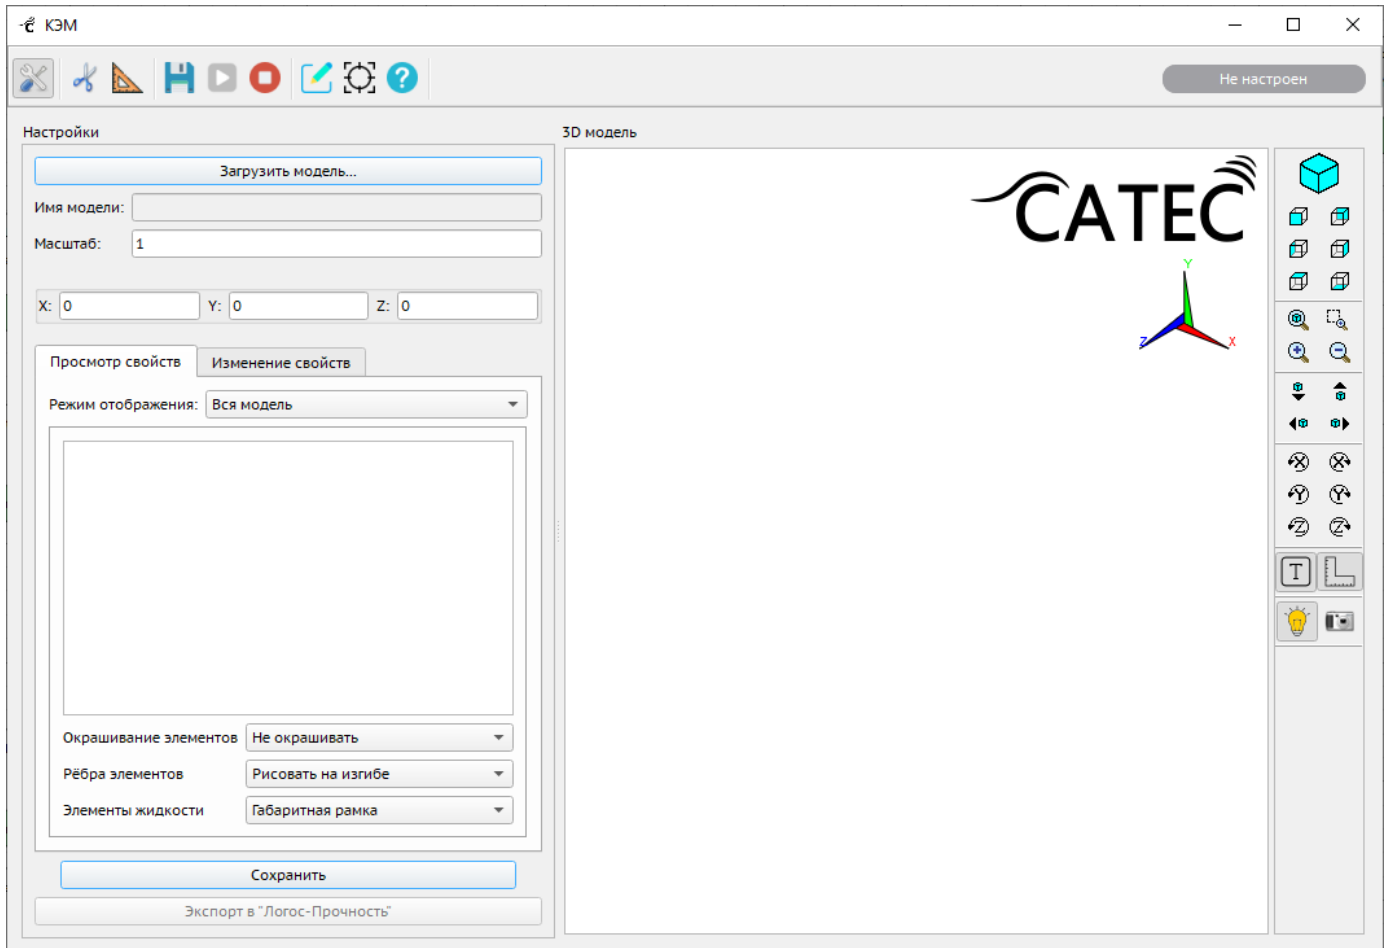 КЭМ
Не настроен
Настройки
3D модель
Загрузить модель...
CATEC
Имя модели:
Масштаб: 1
X: 0 Y: 0 Z: 0
Y
Z
X
Просмотр свойств Изменение свойств
Режим отображения: Вся модель
X X
Y Y
Z Z
T
Окрашивание элементов Не окрашивать
Рёбра элементов Рисовать на изгибе
Элементы жидкости Габаритная рамка
Сохранить
Экспорт в "Логос-Прочность"